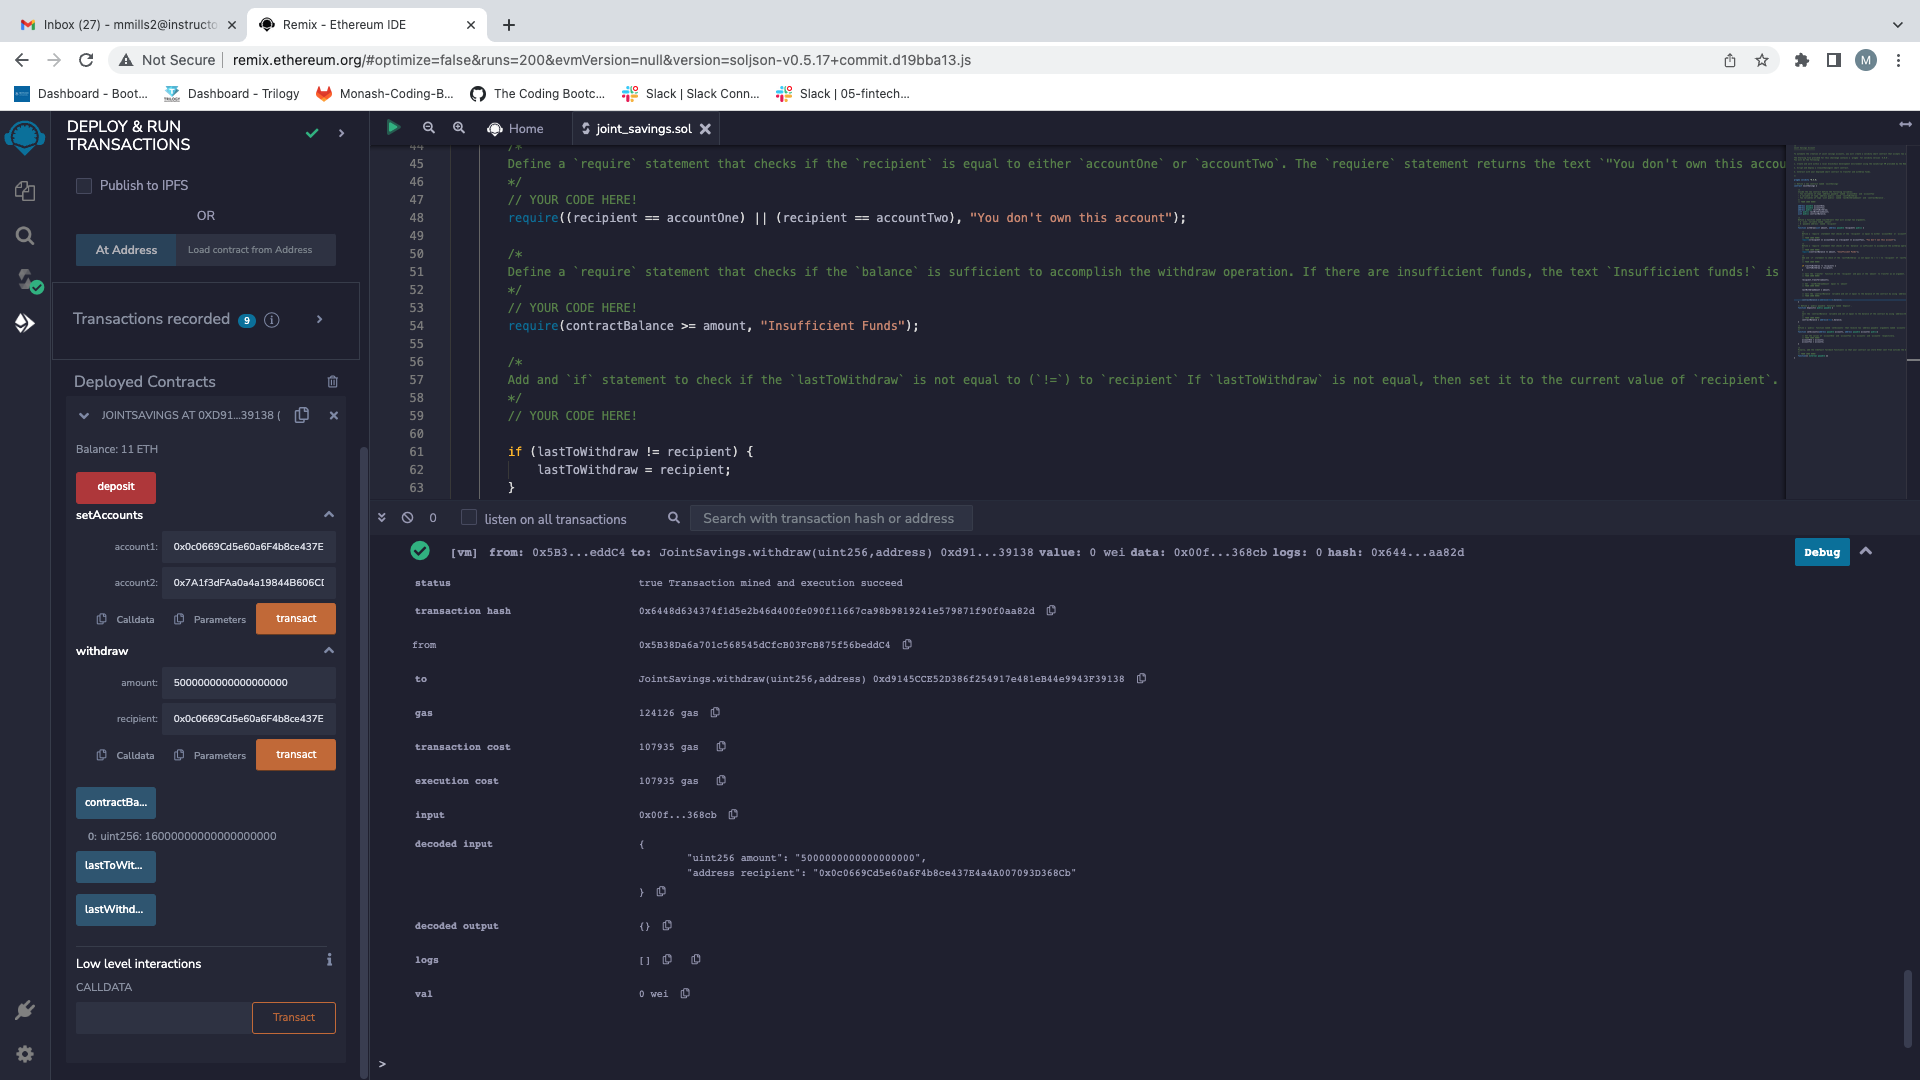 Inbox (27) - mmills2@instructo
Remix - Ethereum IDE
Not Secure
remix.ethereum.org/#optimize=false&runs=200&evmVersion=null&version=soljson-v0.5.17+commit.d19bba13.js
M
Dashboard - Boot...
Dashboard - Trilogy
Monash-Coding-B...
The Coding Bootc...
Slack | Slack Conn...
Slack | 05-fintech...
DEPLOY & RUN
TRANSACTIONS
Publish to IPFS
OR
At Address
Load contract from Address
Transactions recorded 9 i
Deployed Contracts
JOINTSAVINGS AT 0XD91...39138 (
Balance: 11 ETH
deposit
setAccounts
account1: 0x0c0669Cd5e60a6F4b8ce437E
account2: 0x7A1f3dFAa0a4a19844B606CD
Calldata Parameters transact
withdraw
amount: 5000000000000000000
recipient: 0x0c0669Cd5e60a6F4b8ce437E
Calldata Parameters transact
contractBa...
0: uint256: 16000000000000000000
lastToWit...
lastWithd...
Low level interactions i
CALLDATA
Transact
Home
joint_savings.sol
44 /*
45 Define a `require` statement that checks if the `recipient` is equal to either `accountOne` or `accountTwo`. The `requiere` statement returns the text `"You don't own this accou
46 */
47 // YOUR CODE HERE!
48 require((recipient == accountOne) || (recipient == accountTwo), "You don't own this account");
49
50 /*
51 Define a `require` statement that checks if the `balance` is sufficient to accomplish the withdraw operation. If there are insufficient funds, the text `Insufficient funds!` is
52 */
53 // YOUR CODE HERE!
54 require(contractBalance >= amount, "Insufficient Funds");
55
56 /*
57 Add and `if` statement to check if the `lastToWithdraw` is not equal to (`!=`) to `recipient` If `lastToWithdraw` is not equal, then set it to the current value of `recipient`.
58 */
59 // YOUR CODE HERE!
60
61 if (lastToWithdraw != recipient) {
62 lastToWithdraw = recipient;
63 }
0
listen on all transactions
Search with transaction hash or address
[vm] from: 0x5B3...eddC4 to: JointSavings.withdraw(uint256,address) 0xd91...39138 value: 0 wei data: 0x00f...368cb logs: 0 hash: 0x644...aa82d
Debug
status true Transaction mined and execution succeed
transaction hash 0x6448d634374f1d5e2b46d400fe090f11667ca98b9819241e579871f90f0aa82d
from 0x5B38Da6a701c568545dCfcB03FcB875f56beddC4
to JointSavings.withdraw(uint256,address) 0xd9145CCE52D386f254917e481eB44e9943F39138
gas 124126 gas
transaction cost 107935 gas
execution cost 107935 gas
input 0x00f...368cb
decoded input {
"uint256 amount": "5000000000000000000",
"address recipient": "0x0c0669Cd5e60a6F4b8ce437E4a4A007093D368Cb"
}
decoded output {}
logs []
val 0 wei
>